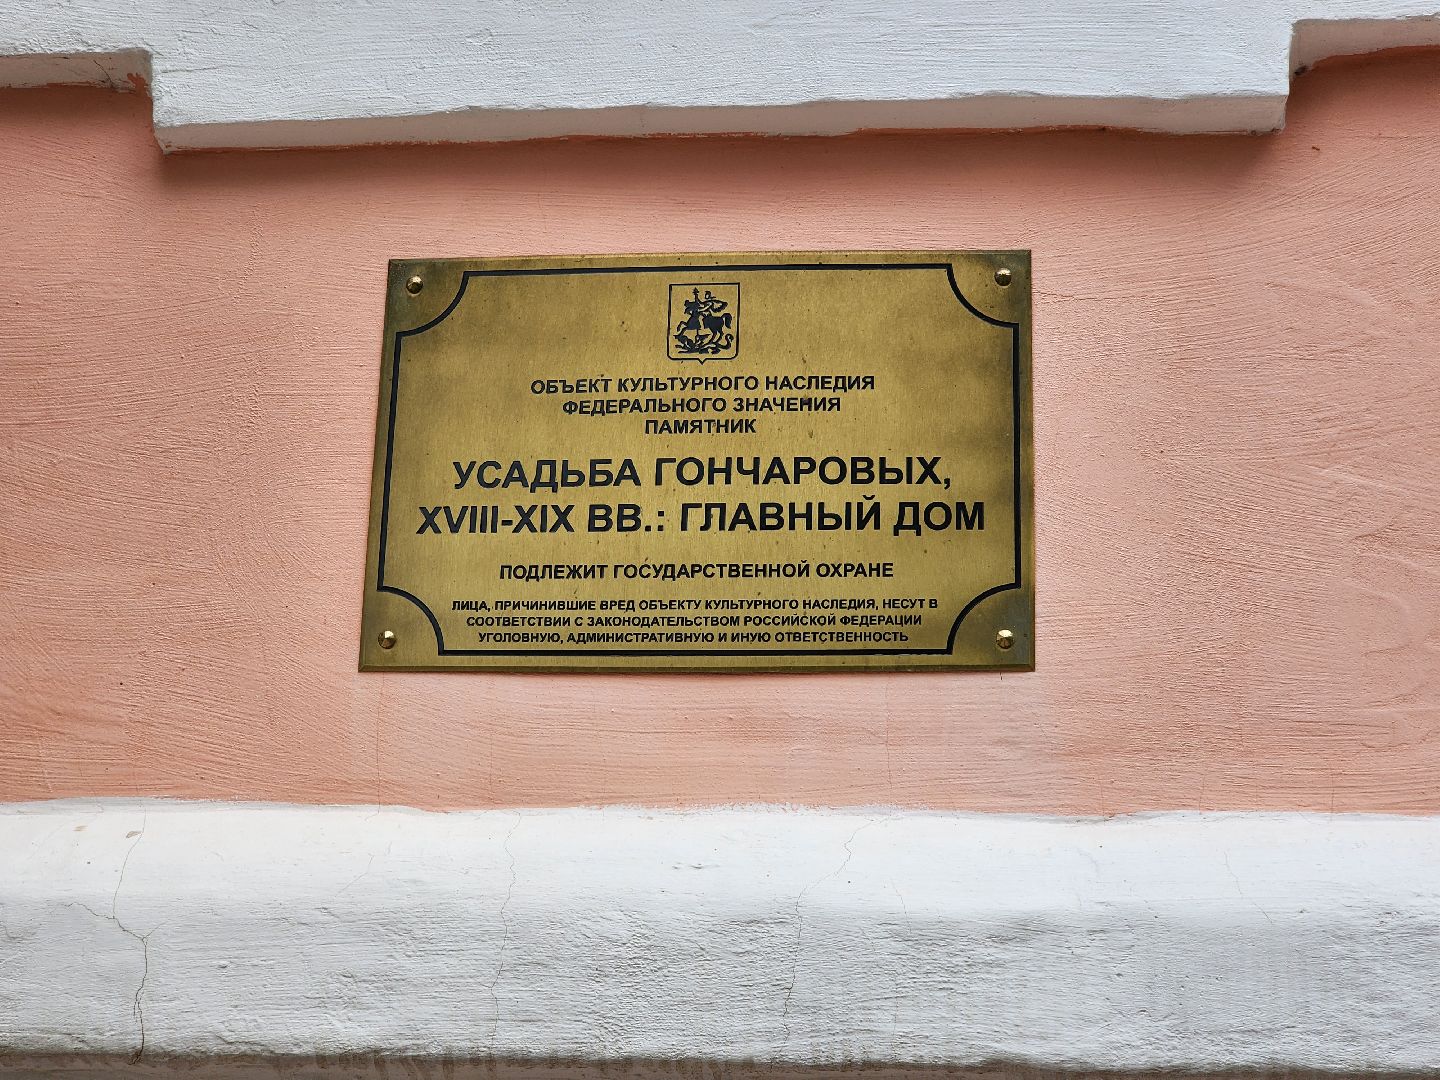 ОБЪЕКТ КУЛЬТУРНОГО НАСЛЕДИЯ
ФЕДЕРАЛЬНОГО ЗНАЧЕНИЯ
ПАМЯТНИК
УСАДЬБА ГОНЧАРОВЫХ,
XVIII-XIX ВВ.: ГЛАВНЫЙ ДОМ
ПОДЛЕЖИТ ГОСУДАРСТВЕННОЙ ОХРАНЕ
ЛИЦА, ПРИЧИНИВШИЕ ВРЕД ОБЪЕКТУ КУЛЬТУРНОГО НАСЛЕДИЯ, НЕСУТ В
СООТВЕТСТВИИ С ЗАКОНОДАТЕЛЬСТВОМ РОССИЙСКОЙ ФЕДЕРАЦИИ
УГОЛОВНУЮ, АДМИНИСТРАТИВНУЮ И ИНУЮ ОТВЕТСТВЕННОСТЬ